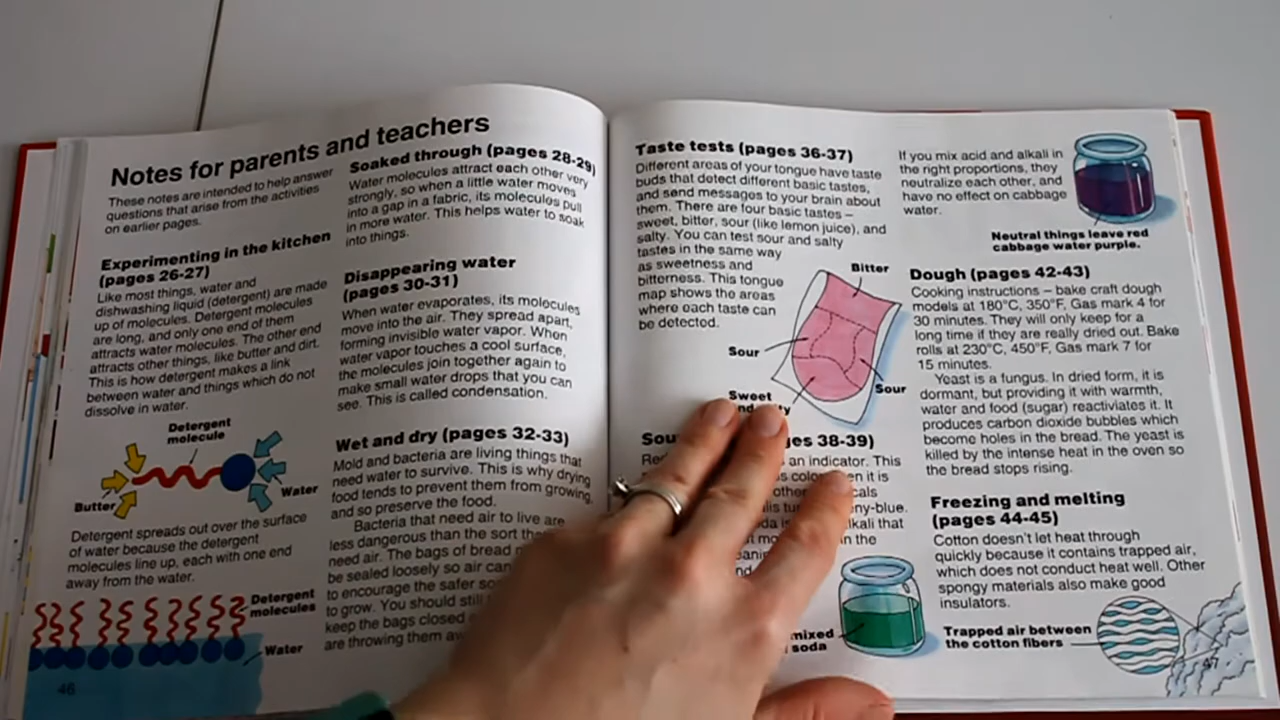 Notes for parents and teachers
These notes are intended to help answer
questions that arise from the activities
on earlier pages.
Experimenting in the kitchen
(pages 26-27)
Like most things, water and
dishwashing liquid (detergent) are made
up of molecules. Detergent molecules
are long, and only one end of them
attracts water molecules. The other end
attracts other things, like butter and dirt.
This is how detergent makes a link
between water and things which do not
dissolve in water.
Detergent
molecule
Butter
Water
Detergent spreads out over the surface
of water because the detergent
molecules line up, each with one end
away from the water.
Detergent
molecules
Water
46
Soaked through (pages 28-29)
Water molecules attract each other very
strongly, so when a little water moves
into a gap in a fabric, its molecules pull
in more water. This helps water to soak
into things.
Disappearing water
(pages 30-31)
When water evaporates, its molecules
move into the air. They spread apart,
forming invisible water vapor. When
water vapor touches a cool surface,
the molecules join together again to
make small water drops that you can
see. This is called condensation.
Wet and dry (pages 32-33)
Mold and bacteria are living things that
need water to survive. This is why drying
food tends to prevent them from growing,
and so preserve the food.
Bacteria that need air to live are
less dangerous than the sort
need air. The bags of bread
be sealed loosely so air can
to encourage the safer
to grow. You should still
keep the bags closed
are throwing them
Taste tests (pages 36-37)
Different areas of your tongue have taste
buds that detect different basic tastes,
and send messages to your brain about
them. There are four basic tastes –
sweet, bitter, sour (like lemon juice), and
salty. You can test sour and salty
tastes in the same way
as sweetness and
bitterness. This tongue
map shows the areas
where each taste can
be detected.
Bitter
Sour
Sour
Sweet
38-39)
an indicator. This
it is
other
in the
mixed
soda
If you mix acid and alkali in
the right proportions, they
neutralize each other, and
have no effect on cabbage
water.
Neutral things leave red
cabbage water purple.
Dough (pages 42-43)
Cooking instructions – bake craft dough
models at 180°C, 350°F, Gas mark 4 for
30 minutes. They will only keep for a
long time if they are really dried out. Bake
rolls at 230°C, 450°F, Gas mark 7 for
15 minutes.
Yeast is a fungus. In dried form, it is
dormant, but providing it with warmth,
water and food (sugar) reactiviates it. It
produces carbon dioxide bubbles which
become holes in the bread. The yeast is
killed by the intense heat in the oven so
the bread stops rising.
Freezing and melting
(pages 44-45)
Cotton doesn't let heat through
quickly because it contains trapped air,
which does not conduct heat well. Other
spongy materials also make good
insulators.
Trapped air between
the cotton fibers
47